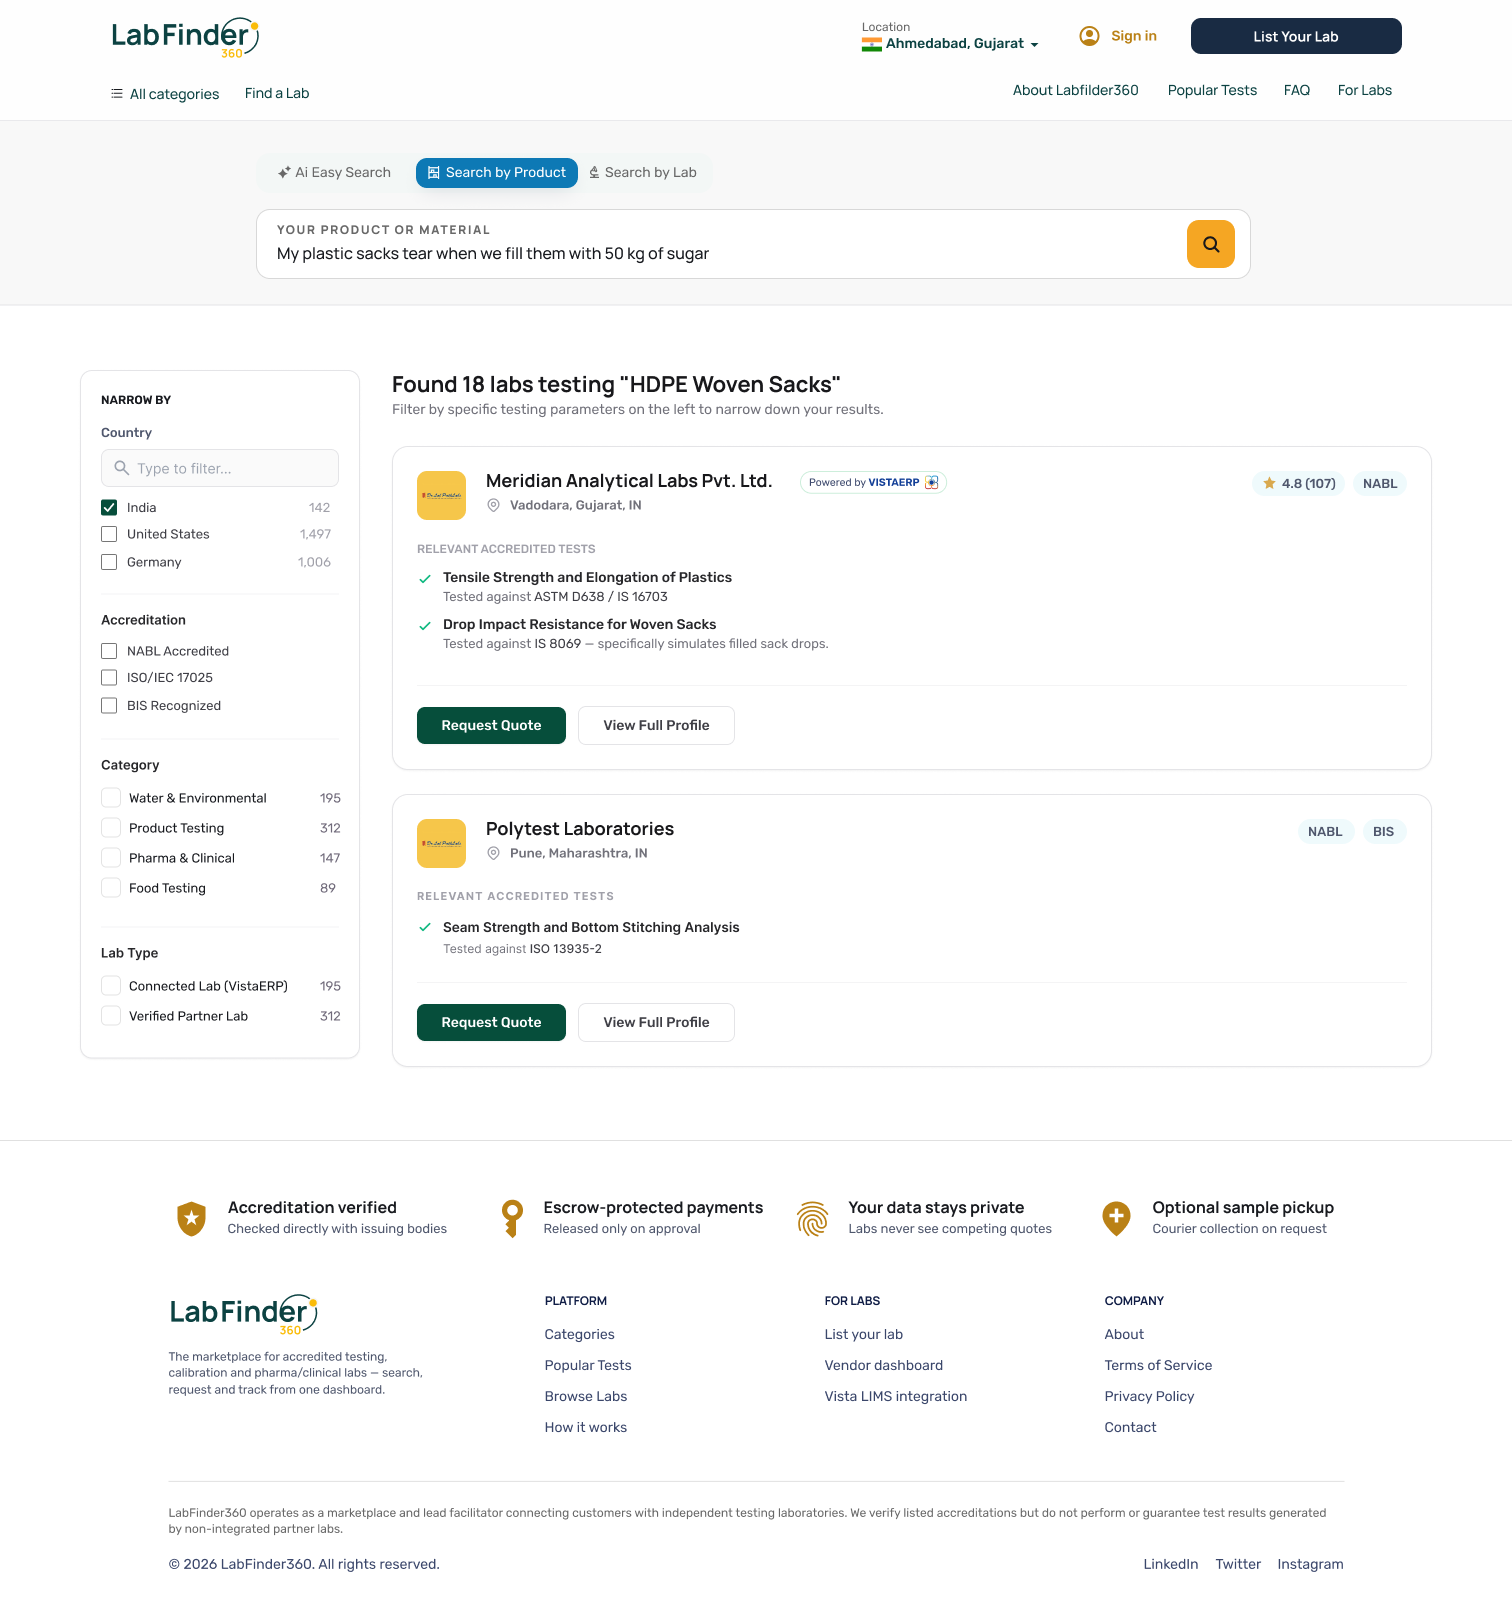 LabFinder
360
Location
Ahmedabad, Gujarat
Sign in
List Your Lab
All categories
Find a Lab
About Labfilder360
Popular Tests
FAQ
For Labs
Ai Easy Search
Search by Product
Search by Lab
YOUR PRODUCT OR MATERIAL
My plastic sacks tear when we fill them with 50 kg of sugar
NARROW BY
Country
Type to filter...
India 142
United States 1,497
Germany 1,006
Accreditation
NABL Accredited
ISO/IEC 17025
BIS Recognized
Category
Water & Environmental 195
Product Testing 312
Pharma & Clinical 147
Food Testing 89
Lab Type
Connected Lab (VistaERP) 195
Verified Partner Lab 312
Found 18 labs testing "HDPE Woven Sacks"
Filter by specific testing parameters on the left to narrow down your results.
Meridian Analytical Labs Pvt. Ltd.
Powered by VISTAERP
4.8 (107)
NABL
Vadodara, Gujarat, IN
RELEVANT ACCREDITED TESTS
Tensile Strength and Elongation of Plastics
Tested against ASTM D638 / IS 16703
Drop Impact Resistance for Woven Sacks
Tested against IS 8069 — specifically simulates filled sack drops.
Request Quote
View Full Profile
Polytest Laboratories
NABL
BIS
Pune, Maharashtra, IN
RELEVANT ACCREDITED TESTS
Seam Strength and Bottom Stitching Analysis
Tested against ISO 13935-2
Request Quote
View Full Profile
Accreditation verified
Checked directly with issuing bodies
Escrow-protected payments
Released only on approval
Your data stays private
Labs never see competing quotes
Optional sample pickup
Courier collection on request
LabFinder
360
The marketplace for accredited testing,
calibration and pharma/clinical labs — search,
request and track from one dashboard.
PLATFORM
Categories
Popular Tests
Browse Labs
How it works
FOR LABS
List your lab
Vendor dashboard
Vista LIMS integration
COMPANY
About
Terms of Service
Privacy Policy
Contact
LabFinder360 operates as a marketplace and lead facilitator connecting customers with independent testing laboratories. We verify listed accreditations but do not perform or guarantee test results generated
by non-integrated partner labs.
© 2026 LabFinder360. All rights reserved.
LinkedIn
Twitter
Instagram